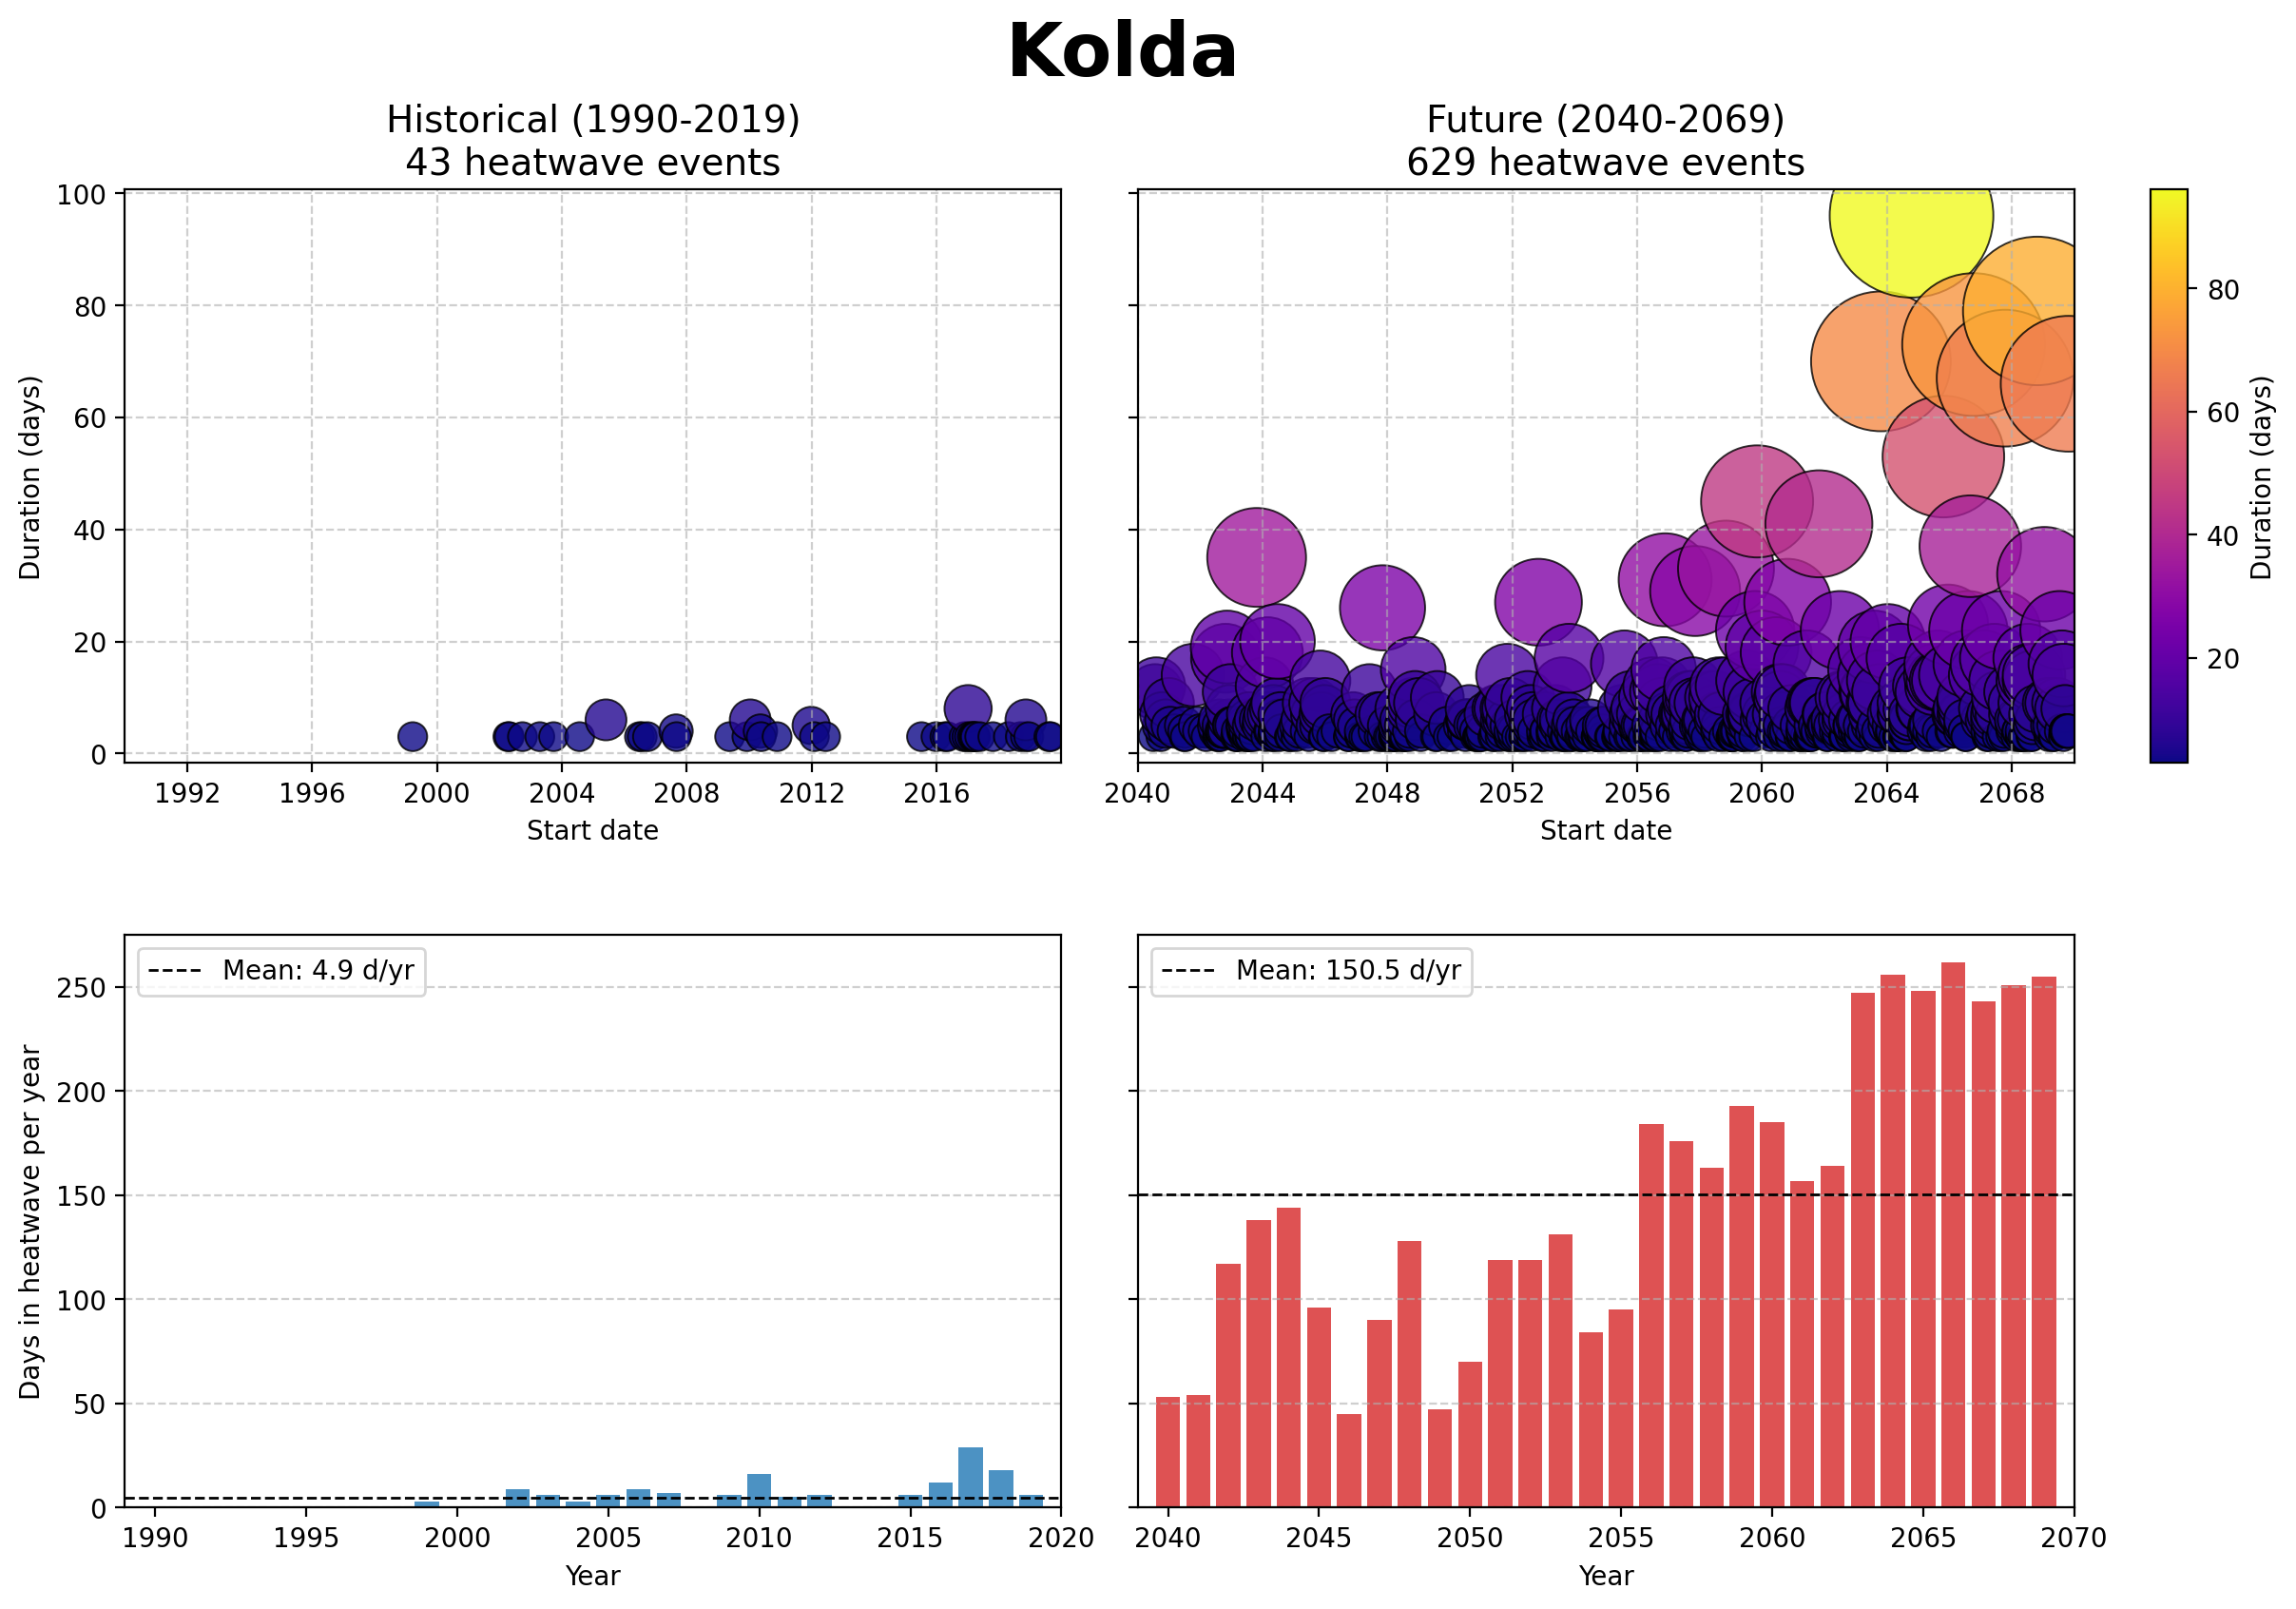 Kolda
Historical (1990-2019)
43 heatwave events
Future (2040-2069)
629 heatwave events
Duration (days)
100
80
60
40
20
0
1992 1996 2000 2004 2008 2012 2016
Start date
2040 2044 2048 2052 2056 2060 2064 2068
Start date
80
60
40
20
Duration (days)
Days in heatwave per year
250
200
150
100
50
0
Mean: 4.9 d/yr
1990 1995 2000 2005 2010 2015 2020
Year
Mean: 150.5 d/yr
2040 2045 2050 2055 2060 2065 2070
Year